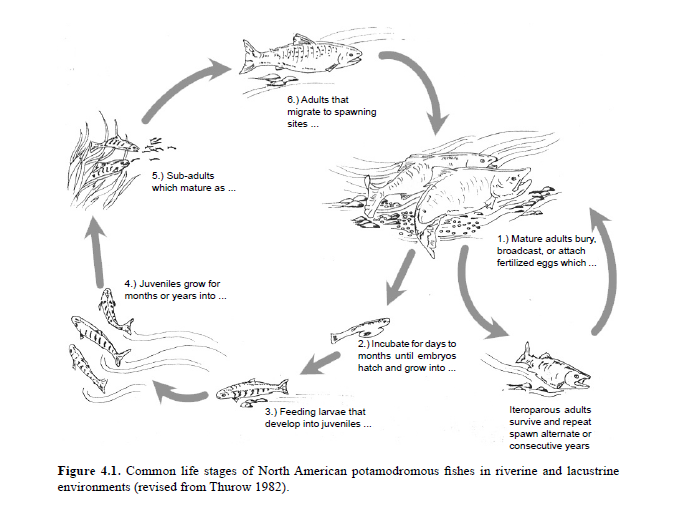 6.) Adults that
migrate to spawning
sites ...
5.) Sub-adults
which mature as ...
1.) Mature adults bury,
broadcast, or attach
fertilized eggs which ...
4.) Juveniles grow for
months or years into ...
2.) Incubate for days to
months until embryos
hatch and grow into ...
3.) Feeding larvae that
develop into juveniles ...
Iteroparous adults
survive and repeat
spawn alternate or
consecutive years
Figure 4.1. Common life stages of North American potamodromous fishes in riverine and lacustrine
environments (revised from Thurow 1982).